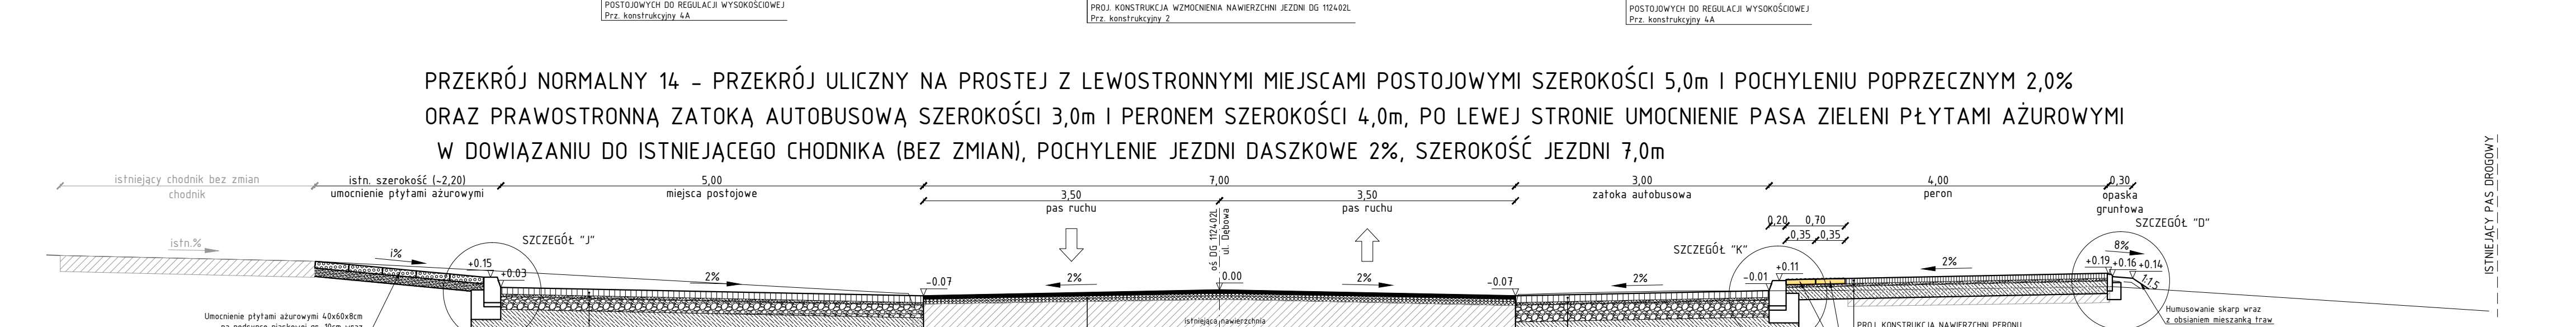 POSTOJOWYCH DO REGULACJI WYSOKOŚCIOWEJ
Prz. konstrukcyjny 4A
PROJ. KONSTRUKCJA WZMOCNIENIA NAWIERZCHNI JEZDNI DG 112402L
Prz. konstrukcyjny 2
POSTOJOWYCH DO REGULACJI WYSOKOŚCIOWEJ
Prz. konstrukcyjny 4A
PRZEKRÓJ NORMALNY 14 - PRZEKRÓJ ULICZNY NA PROSTEJ Z LEWOSTRONNYMI MIEJSCAMI POSTOJOWYMI SZEROKOŚCI 5,0m I POCHYLENIU POPRZECZNYM 2,0%
ORAZ PRAWOSTRONNĄ ZATOKĄ AUTOBUSOWĄ SZEROKOŚCI 3,0m I PERONEM SZEROKOŚCI 4,0m, PO LEWEJ STRONIE UMOCNIENIE PASA ZIELENI PŁYTAMI AŻUROWYMI
W DOWIĄZANIU DO ISTNIEJĄCEGO CHODNIKA (BEZ ZMIAN), POCHYLENIE JEZDNI DASZKOWE 2%, SZEROKOŚĆ JEZDNI 7,0m
istniejący chodnik bez zmian
chodnik
istn. szerokość (~2,20)
umocnienie płytami ażurowymi
5,00
miejsca postojowe
7,00
3,50
pas ruchu
3,50
pas ruchu
3,00
zatoka autobusowa
4,00
peron
0,30
opaska
gruntowa
ISTNIEJĄCY PAS DROGOWY
oś DG 112402L
ul. Dębowa
0,20
0,70
0,35
0,35
SZCZEGÓŁ "J"
SZCZEGÓŁ "K"
SZCZEGÓŁ "D"
istn.%
i%
+0.15
+0.03
2%
-0.07
2%
0.00
2%
-0.07
2%
-0.01
+0.11
2%
8%
+0.19
+0.16
+0.14
1:1.5
Umocnienie płytami ażurowymi 40x60x8cm
na podsypce piaskowej gr. 10cm wraz
istniejąca nawierzchnia
PROJ. KONSTRUKCJA NAWIERZCHNI PERONU
Humusowanie skarp wraz
z obsianiem mieszanką traw